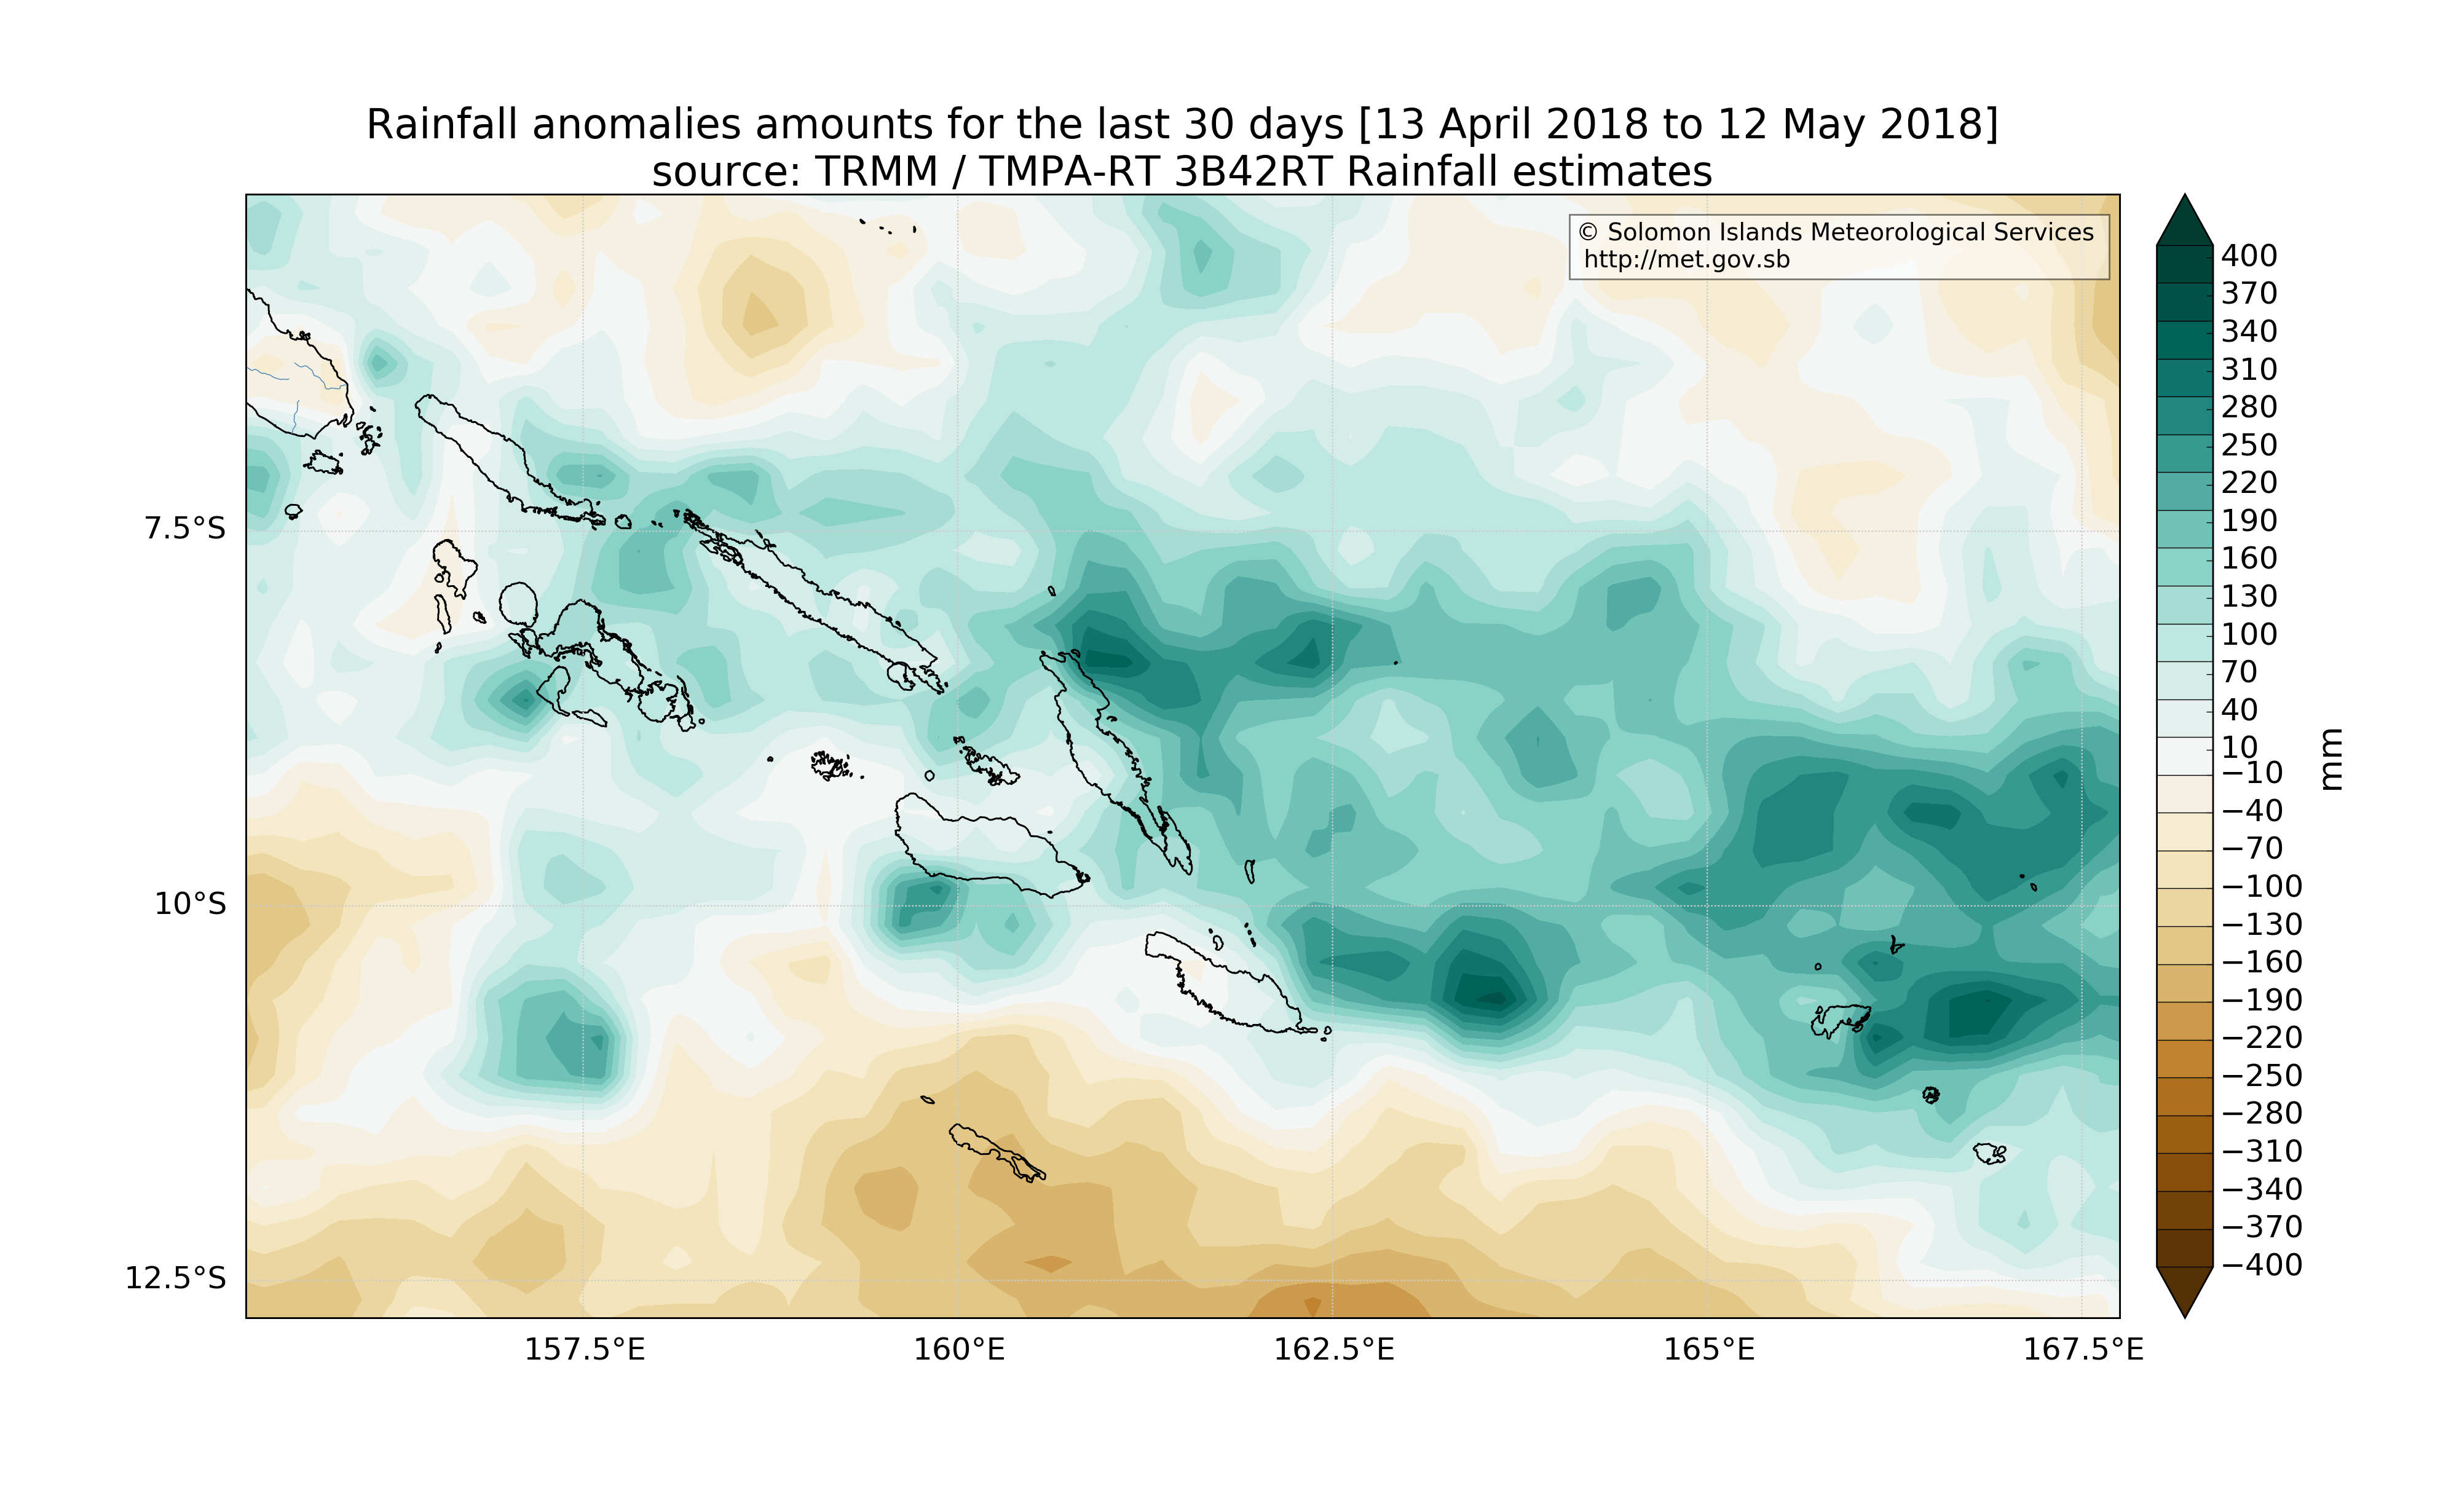 Rainfall anomalies amounts for the last 30 days [13 April 2018 to 12 May 2018]
source: TRMM / TMPA-RT 3B42RT Rainfall estimates
© Solomon Islands Meteorological Services
http://met.gov.sb
7.5°S
10°S
12.5°S
157.5°E
160°E
162.5°E
165°E
167.5°E
400
370
340
310
280
250
220
190
160
130
100
70
40
10
−10
−40
−70
−100
−130
−160
−190
−220
−250
−280
−310
−340
−370
−400
mm